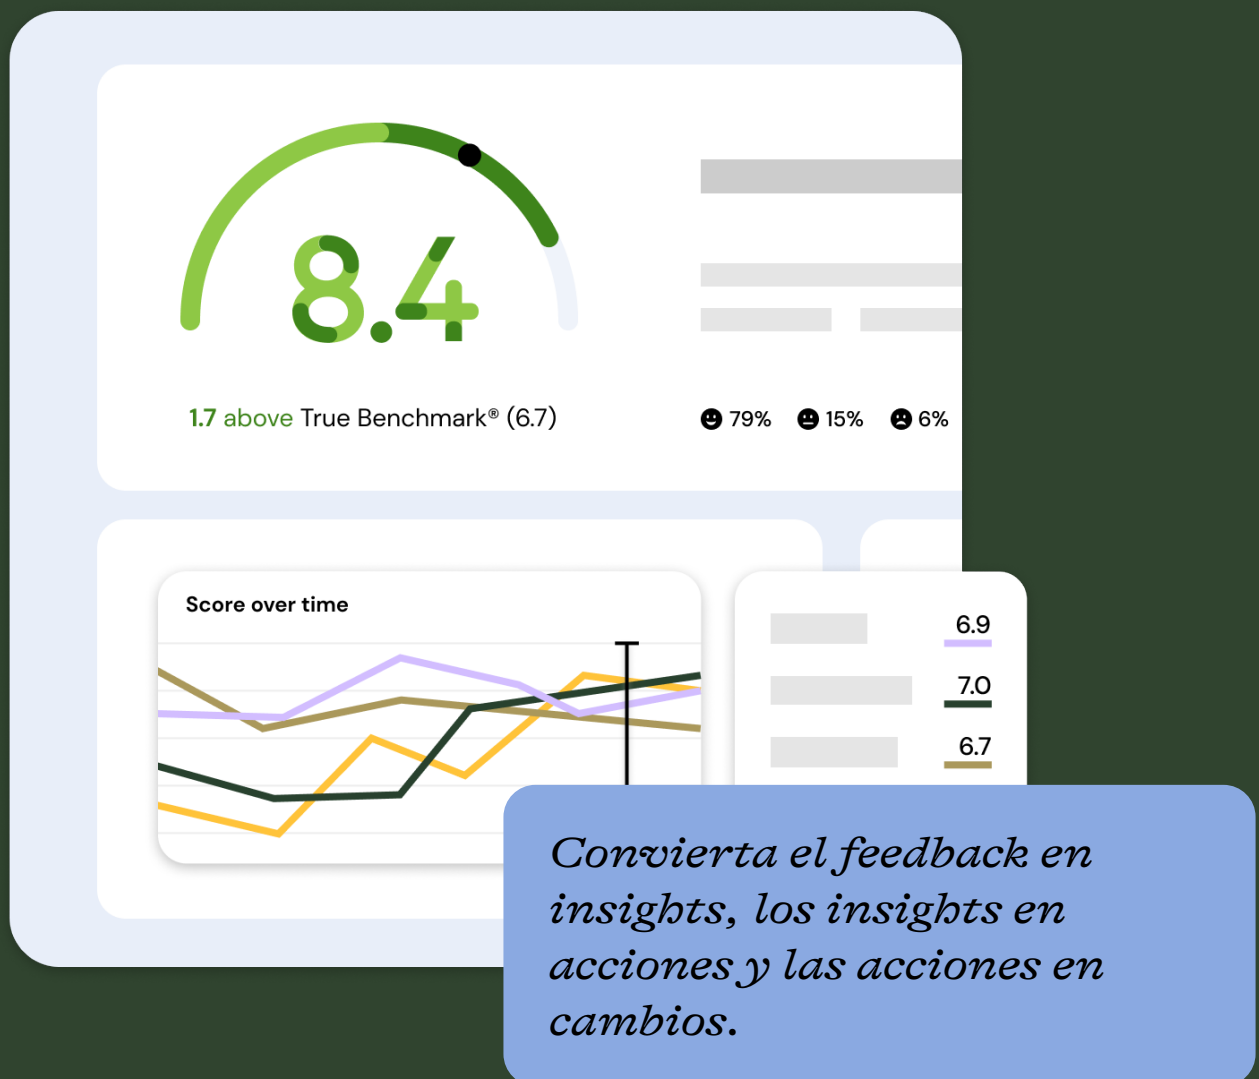 8.4
1.7 above True Benchmark® (6.7)
79% 15% 6%
Score over time
6.9
7.0
6.7
Convierta el feedback en
insights, los insights en
acciones y las acciones en
cambios.